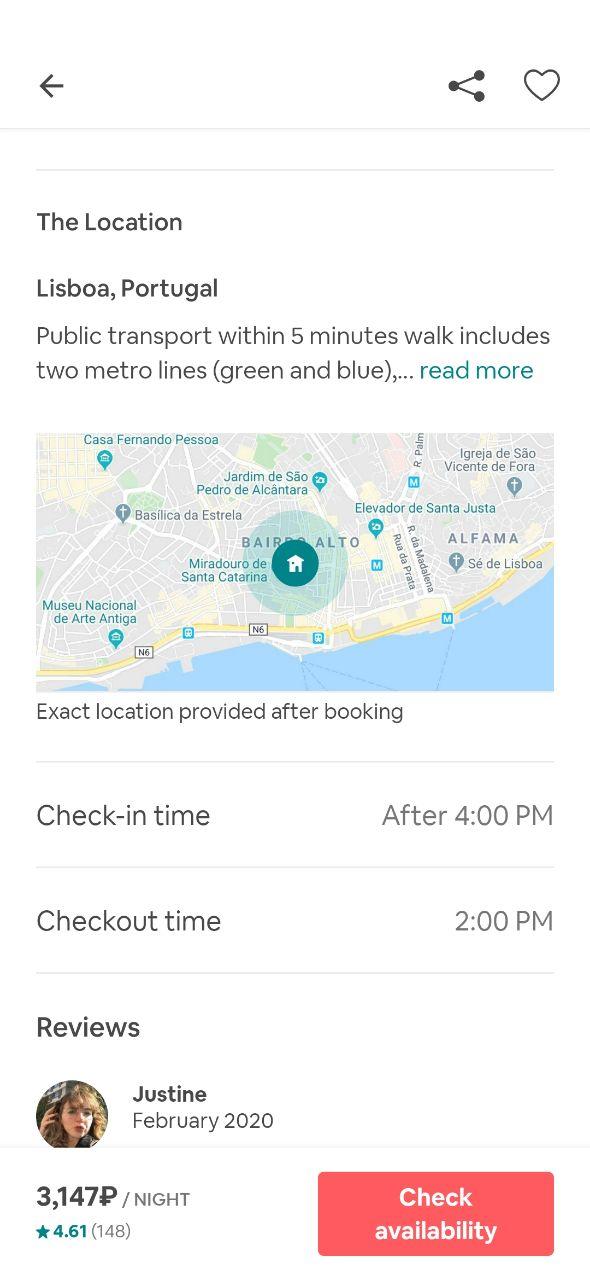 The Location
Lisboa, Portugal
Public transport within 5 minutes walk includes
two metro lines (green and blue),... read more
Casa Fernando Pessoa
R. Palm
Igreja de São
Vicente de Fora
Jardim de São
Pedro de Alcântara
Elevador de Santa Justa
Basílica da Estrela
BAIRRO ALTO
ALFAMA
Rua da Prata
R. da Madalena
M
M
Miradouro de
Santa Catarina
Sé de Lisboa
Museu Nacional
de Arte Antiga
M
N6
N6
Exact location provided after booking
Check-in time After 4:00 PM
Checkout time 2:00 PM
Reviews
Justine
February 2020
3,147₽ / NIGHT
4.61 (148)
Check
availability